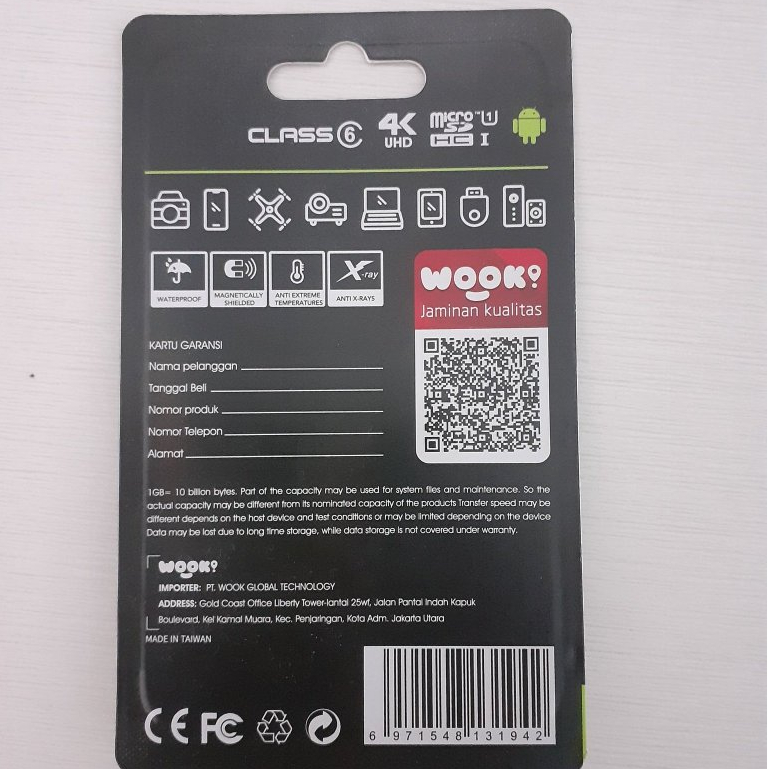 CLASS 6 4K UHD micro SD HC I U1
WATERPROOF
MAGNETICALLY SHIELDED
ANTI EXTREME TEMPERATURES
X-ray
ANTI X-RAYS
WOOK!
Jaminan kualitas
KARTU GARANSI
Nama pelanggan
Tanggal Beli
Nomor produk
Nomor Telepon
Alamat
1GB= 10 billion bytes. Part of the capacity may be used for system files and maintenance. So the
actual capacity may be different from its nominated capacity of the products Transfer speed may be
different depends on the host device and test conditions or may be limited depending on the device
Data may be lost due to long time storage, while data storage is not covered under warranty.
WOOK!
IMPORTER: PT. WOOK GLOBAL TECHNOLOGY
ADDRESS: Gold Coast Office Liberty Tower-lantai 25wf, Jalan Pantai Indah Kapuk
Boulevard, Kel Kamal Muara, Kec. Penjaringan, Kota Adm. Jakarta Utara
MADE IN TAIWAN
CE FC
6 971548 131942